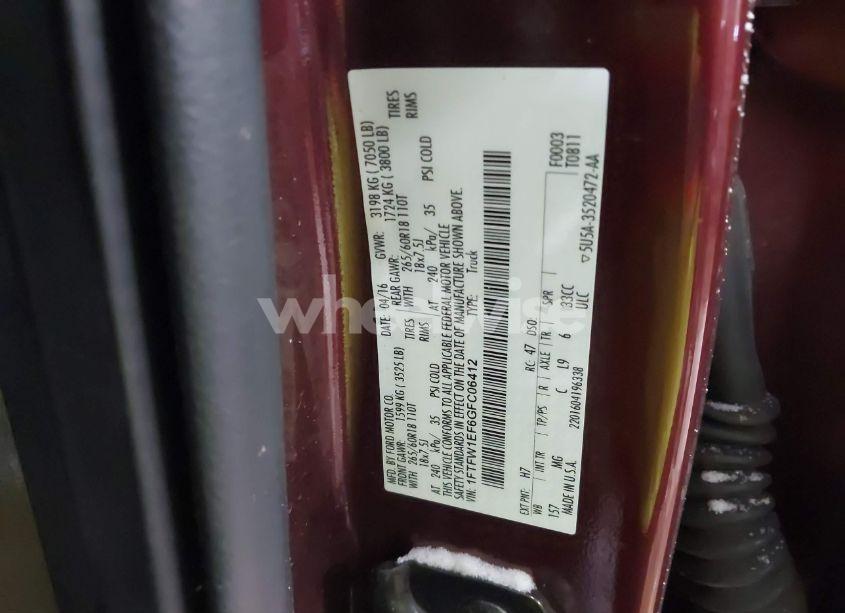 MFD. BY FORD MOTOR CO. DATE: 04/16 GVWR: 3198 KG ( 7050 LB)
FRONT GAWR: 1599 KG ( 3525 LB) REAR GAWR: 1724 KG ( 3800 LB)
WITH 265/60R18 110T TIRES WITH 265/60R18 110T TIRES
18x7.5J RIMS 18x7.5J RIMS
AT 240 kPa/ 35 PSI COLD AT 240 kPa/ 35 PSI COLD
THIS VEHICLE CONFORMS TO ALL APPLICABLE FEDERAL MOTOR VEHICLE
SAFETY STANDARDS IN EFFECT ON THE DATE OF MANUFACTURE SHOWN ABOVE.
VIN: 1FTFW1EF6GFC06412 TYPE: Truck
EXT PNT: H7 RC: 47 DSO: F0003
WB INT TR TP/PS R AXLE TR SPR T0811
157 MG C L9 6 133CC
MADE IN U.S.A. 2201604196338 ULC
▽5U5A-3520472-AA
wheelwise